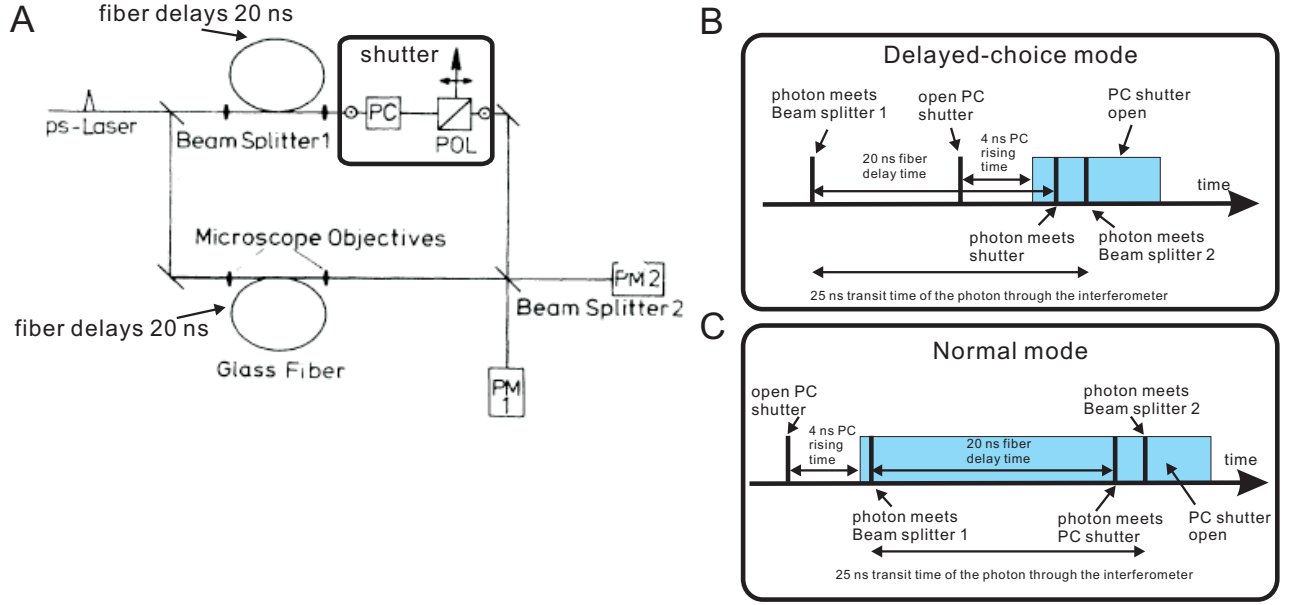 A
fiber delays 20 ns
shutter
PC
POL
ps-Laser
Beam Splitter1
Microscope Objectives
PM2
Beam Splitter2
fiber delays 20 ns
Glass Fiber
PM
1
B
Delayed-choice mode
photon meets
Beam splitter 1
open PC
shutter
PC shutter
open
4 ns PC
rising
time
20 ns fiber
delay time
time
photon meets
shutter
photon meets
Beam splitter 2
25 ns transit time of the photon through the interferometer
C
Normal mode
open PC
shutter
photon meets
Beam splitter 2
4 ns PC
rising
time
20 ns fiber
delay time
time
photon meets
Beam splitter 1
photon meets
PC shutter
PC shutter
open
25 ns transit time of the photon through the interferometer